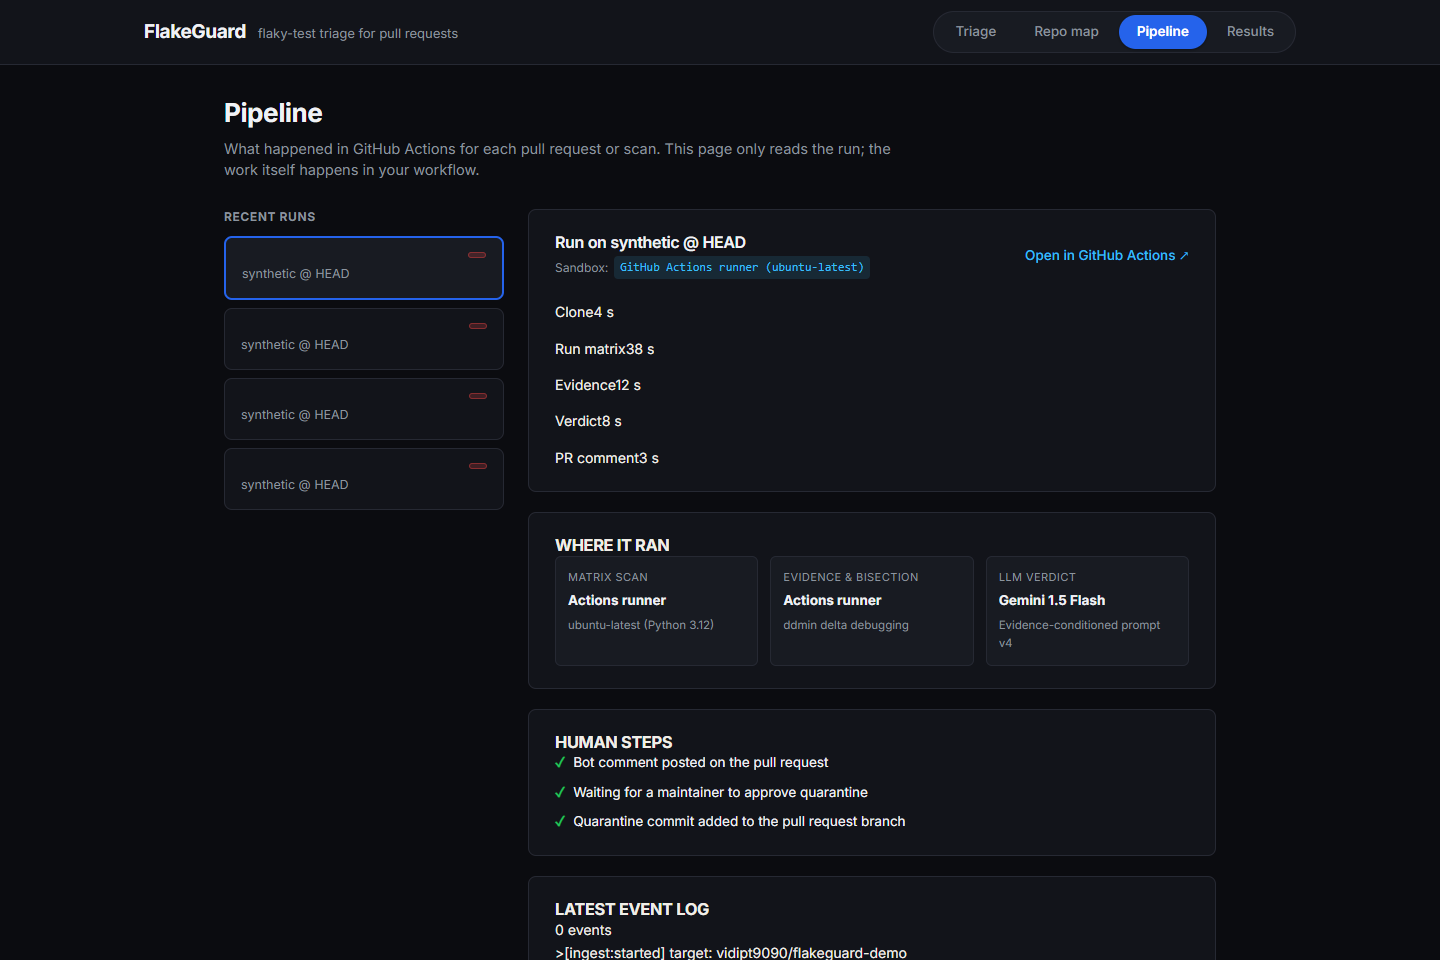 FlakeGuard flaky-test triage for pull requests
Triage Repo map Pipeline Results
Pipeline
What happened in GitHub Actions for each pull request or scan. This page only reads the run; the
work itself happens in your workflow.
RECENT RUNS
synthetic @ HEAD
synthetic @ HEAD
synthetic @ HEAD
synthetic @ HEAD
Run on synthetic @ HEAD
Sandbox: GitHub Actions runner (ubuntu-latest)
Open in GitHub Actions ↗
Clone4 s
Run matrix38 s
Evidence12 s
Verdict8 s
PR comment3 s
WHERE IT RAN
MATRIX SCAN
Actions runner
ubuntu-latest (Python 3.12)
EVIDENCE & BISECTION
Actions runner
ddmin delta debugging
LLM VERDICT
Gemini 1.5 Flash
Evidence-conditioned prompt
v4
HUMAN STEPS
✓ Bot comment posted on the pull request
✓ Waiting for a maintainer to approve quarantine
✓ Quarantine commit added to the pull request branch
LATEST EVENT LOG
0 events
>[ingest:started] target: vidipt9090/flakeguard-demo